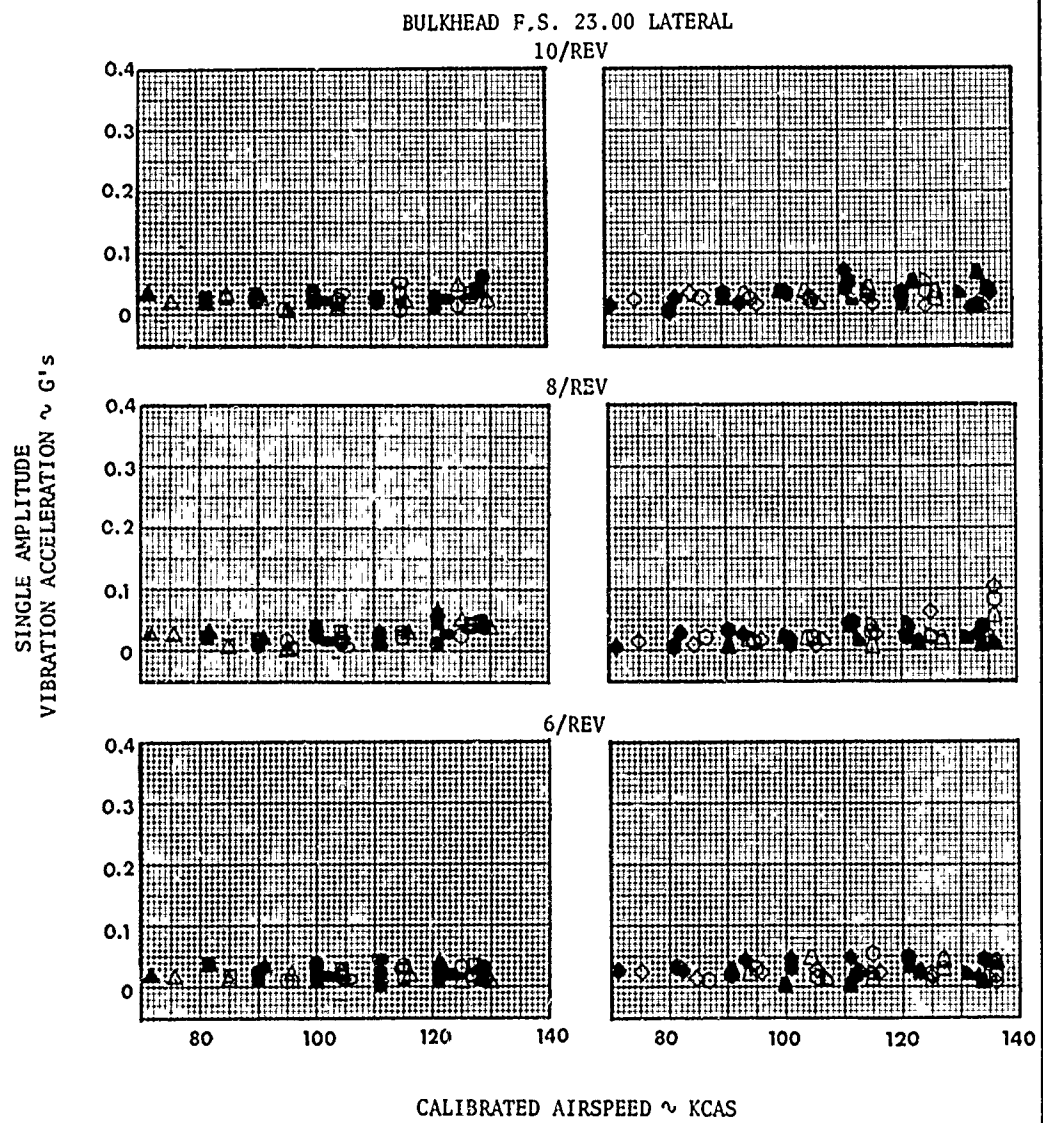 BULKHEAD F.S. 23.00 LATERAL
10/REV
0.4
0.3
0.2
0.1
0
8/REV
0.4
0.3
0.2
0.1
0
SINGLE AMPLITUDE
VIBRATION ACCELERATION ~ G's
6/REV
0.4
0.3
0.2
0.1
0
80 100 120 140 80 100 120 140
CALIBRATED AIRSPEED ~ KCAS